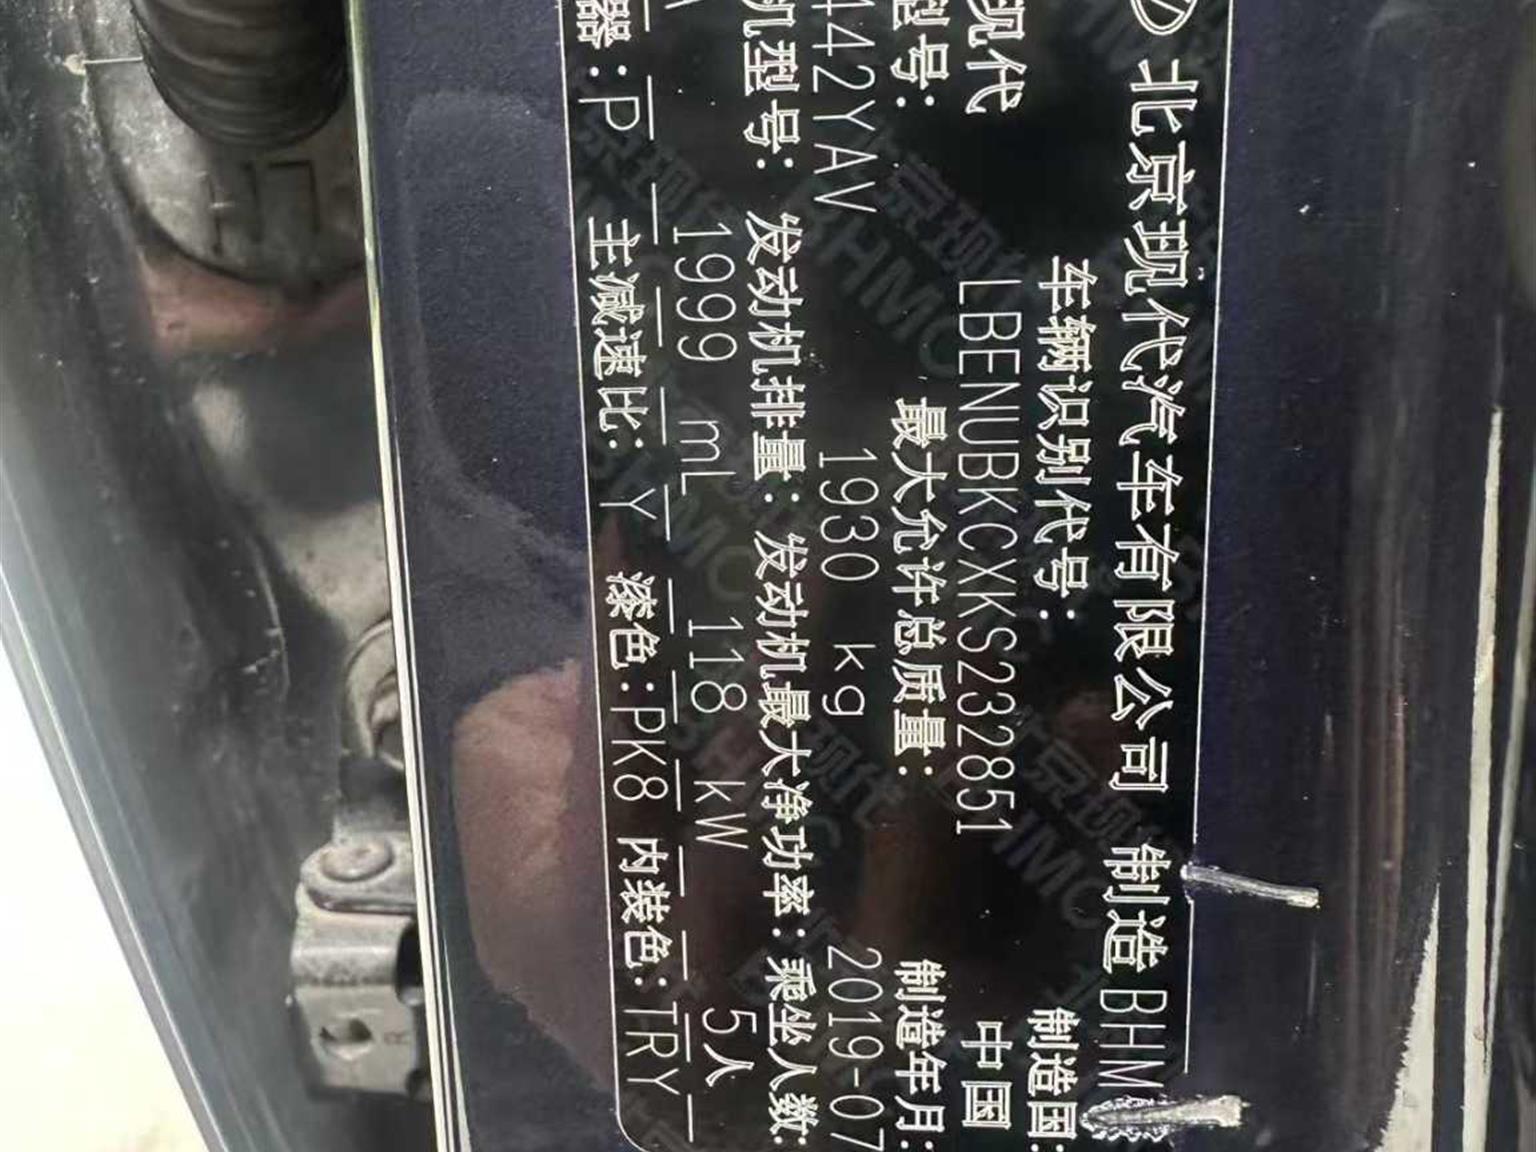 北京现代汽车有限公司 制造 BHM
车辆识别代号： 制造国：
现代 LBENUBKCXKS232851 中国
型号： 最大允许总质量： 制造年月：
442YAV 1930 kg 2019-07
机型号： 发动机排量： 发动机最大净功率： 乘坐人数：
1999 mL 118 kW 5人
器：P 主减速比：Y 漆色：PK8 内装色：TRY